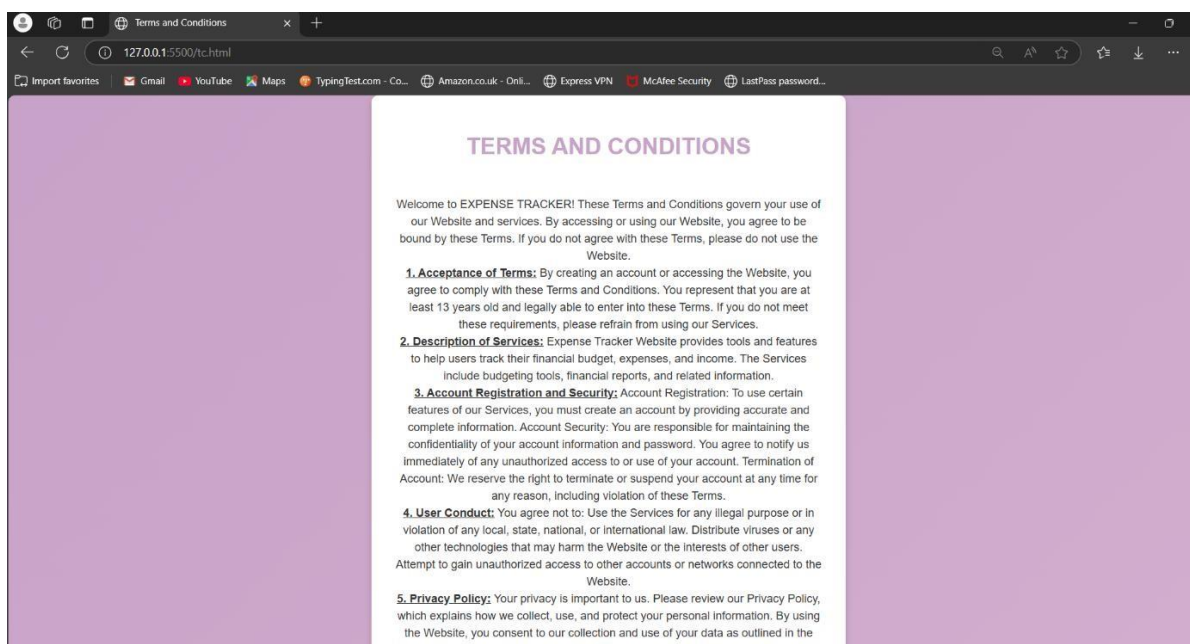 Terms and Conditions
127.0.0.1:5500/tc.html
Import favorites Gmail YouTube Maps TypingTest.com - Co... Amazon.co.uk - Onli... Express VPN McAfee Security LastPass password...
TERMS AND CONDITIONS
Welcome to EXPENSE TRACKER! These Terms and Conditions govern your use of
our Website and services. By accessing or using our Website, you agree to be
bound by these Terms. If you do not agree with these Terms, please do not use the
Website.
1. Acceptance of Terms: By creating an account or accessing the Website, you
agree to comply with these Terms and Conditions. You represent that you are at
least 13 years old and legally able to enter into these Terms. If you do not meet
these requirements, please refrain from using our Services.
2. Description of Services: Expense Tracker Website provides tools and features
to help users track their financial budget, expenses, and income. The Services
include budgeting tools, financial reports, and related information.
3. Account Registration and Security: Account Registration: To use certain
features of our Services, you must create an account by providing accurate and
complete information. Account Security: You are responsible for maintaining the
confidentiality of your account information and password. You agree to notify us
immediately of any unauthorized access to or use of your account. Termination of
Account: We reserve the right to terminate or suspend your account at any time for
any reason, including violation of these Terms.
4. User Conduct: You agree not to: Use the Services for any illegal purpose or in
violation of any local, state, national, or international law. Distribute viruses or any
other technologies that may harm the Website or the interests of other users.
Attempt to gain unauthorized access to other accounts or networks connected to the
Website.
5. Privacy Policy: Your privacy is important to us. Please review our Privacy Policy,
which explains how we collect, use, and protect your personal information. By using
the Website, you consent to our collection and use of your data as outlined in the